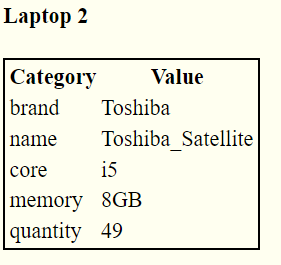 Laptop 2
Category Value
brand Toshiba
name Toshiba_Satellite
core i5
memory 8GB
quantity 49